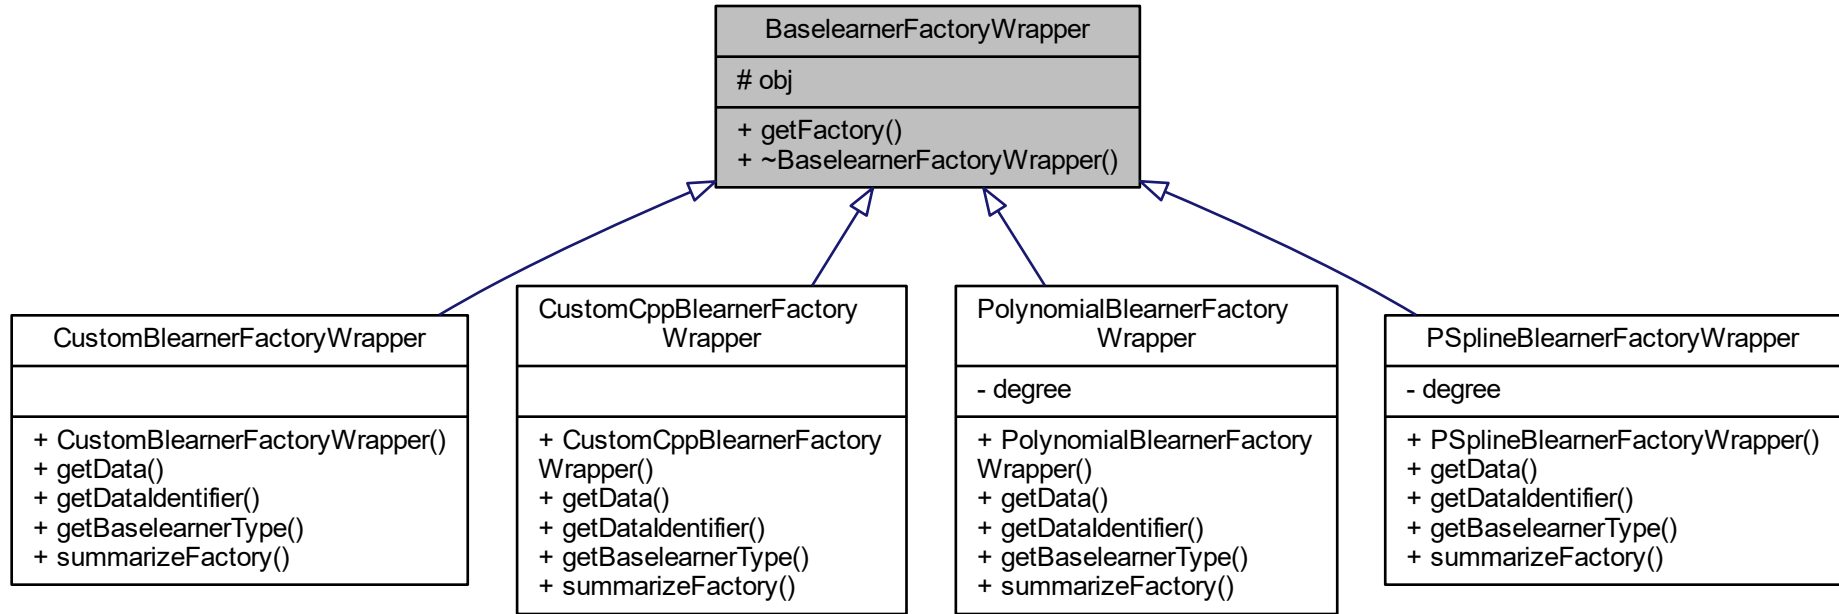 BaselearnerFactoryWrapper
# obj
+ getFactory()
+ ~BaselearnerFactoryWrapper()
CustomBlearnerFactoryWrapper
+ CustomBlearnerFactoryWrapper()
+ getData()
+ getDataIdentifier()
+ getBaselearnerType()
+ summarizeFactory()
CustomCppBlearnerFactory
Wrapper
+ CustomCppBlearnerFactory
Wrapper()
+ getData()
+ getDataIdentifier()
+ getBaselearnerType()
+ summarizeFactory()
PolynomialBlearnerFactory
Wrapper
- degree
+ PolynomialBlearnerFactory
Wrapper()
+ getData()
+ getDataIdentifier()
+ getBaselearnerType()
+ summarizeFactory()
PSplineBlearnerFactoryWrapper
- degree
+ PSplineBlearnerFactoryWrapper()
+ getData()
+ getDataIdentifier()
+ getBaselearnerType()
+ summarizeFactory()